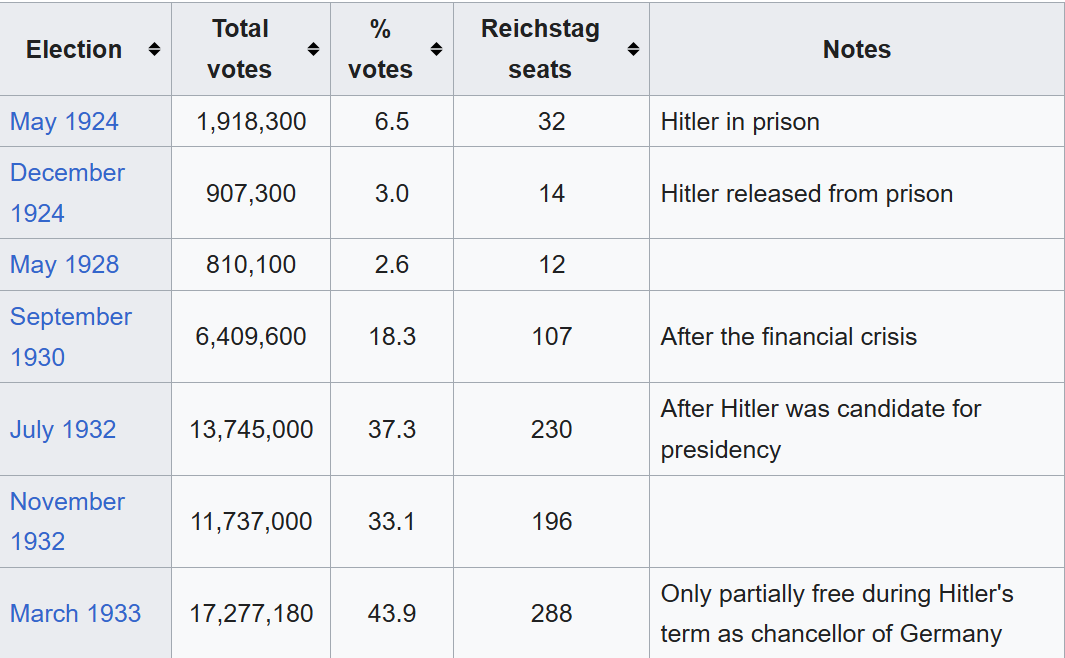 Election Total votes % votes Reichstag seats Notes
May 1924 1,918,300 6.5 32 Hitler in prison
December 1924 907,300 3.0 14 Hitler released from prison
May 1928 810,100 2.6 12
September 1930 6,409,600 18.3 107 After the financial crisis
July 1932 13,745,000 37.3 230 After Hitler was candidate for presidency
November 1932 11,737,000 33.1 196
March 1933 17,277,180 43.9 288 Only partially free during Hitler's term as chancellor of Germany